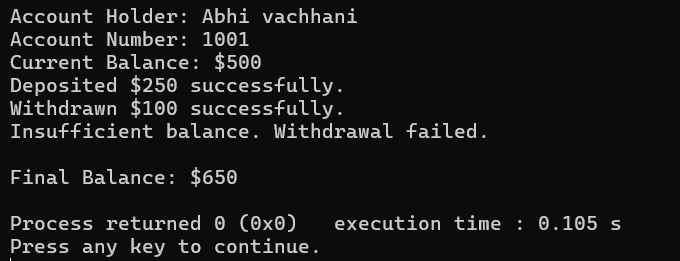 Account Holder: Abhi vachhani
Account Number: 1001
Current Balance: $500
Deposited $250 successfully.
Withdrawn $100 successfully.
Insufficient balance. Withdrawal failed.
Final Balance: $650
Process returned 0 (0x0)   execution time : 0.105 s
Press any key to continue.